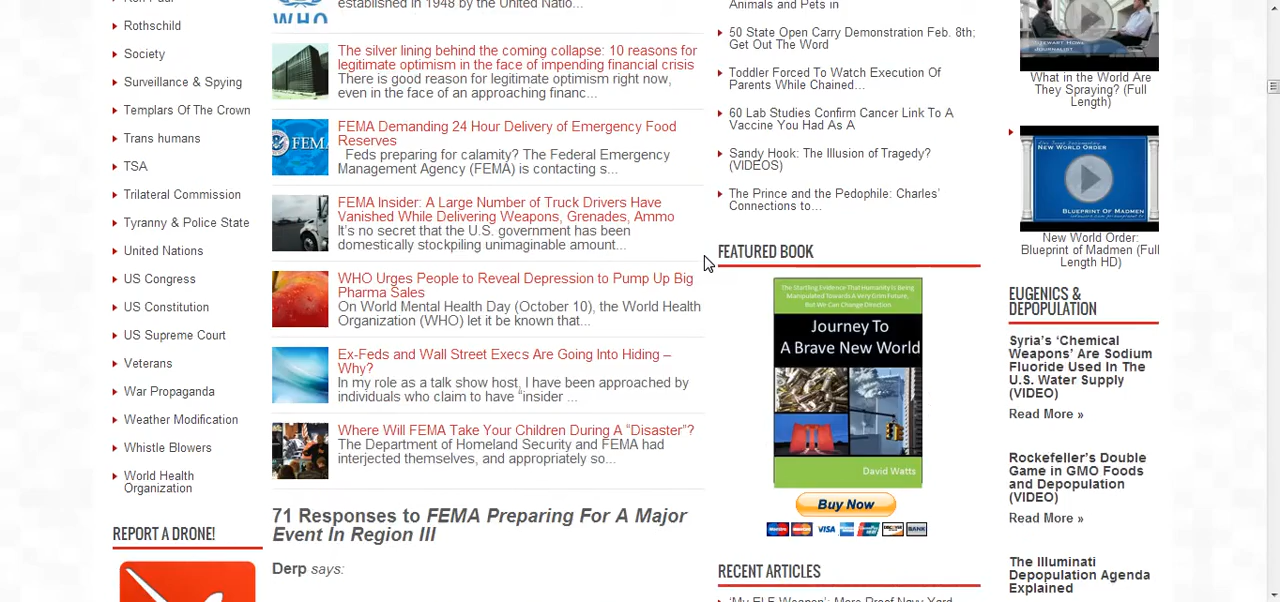 Rothschild
Society
Surveillance & Spying
Templars Of The Crown
Trans humans
TSA
Trilateral Commission
Tyranny & Police State
United Nations
US Congress
US Constitution
US Supreme Court
Veterans
War Propaganda
Weather Modification
Whistle Blowers
World Health
Organization
REPORT A DRONE!
WHO
established in 1948 by the United Natio...
The silver lining behind the coming collapse: 10 reasons for
legitimate optimism in the face of impending financial crisis
There is good reason for legitimate optimism right now,
even in the face of an approaching financ...
FEMA
FEMA Demanding 24 Hour Delivery of Emergency Food
Reserves
Feds preparing for calamity? The Federal Emergency
Management Agency (FEMA) is contacting s...
FEMA Insider: A Large Number of Truck Drivers Have
Vanished While Delivering Weapons, Grenades, Ammo
It's no secret that the U.S. government has been
domestically stockpiling unimaginable amount...
WHO Urges People to Reveal Depression to Pump Up Big
Pharma Sales
On World Mental Health Day (October 10), the World Health
Organization (WHO) let it be known that...
Ex-Feds and Wall Street Execs Are Going Into Hiding –
Why?
In my role as a talk show host, I have been approached by
individuals who claim to have “insider ...
Where Will FEMA Take Your Children During A “Disaster”?
The Department of Homeland Security and FEMA had
interjected themselves, and appropriately so...
71 Responses to FEMA Preparing For A Major
Event In Region III
Derp says:
Animals and Pets in
50 State Open Carry Demonstration Feb. 8th;
Get Out The Word
Toddler Forced To Watch Execution Of
Parents While Chained...
60 Lab Studies Confirm Cancer Link To A
Vaccine You Had As A
Sandy Hook: The Illusion of Tragedy?
(VIDEOS)
The Prince and the Pedophile: Charles'
Connections to...
FEATURED BOOK
The Startling Evidence That Humanity Is Being
Manipulated Towards A Very Grim Future,
But We Can Change Direction.
Journey To
A Brave New World
David Watts
Buy Now
VISA
BANK
RECENT ARTICLES
JOURNALIST
What in the World Are
They Spraying? (Full
Length)
NEW WORLD ORDER
BLUEPRINT OF MADMEN
New World Order:
Blueprint of Madmen (Full
Length HD)
EUGENICS &
DEPOPULATION
Syria's 'Chemical
Weapons' Are Sodium
Fluoride Used In The
U.S. Water Supply
(VIDEO)
Read More »
Rockefeller's Double
Game in GMO Foods
and Depopulation
(VIDEO)
Read More »
The Illuminati
Depopulation Agenda
Explained